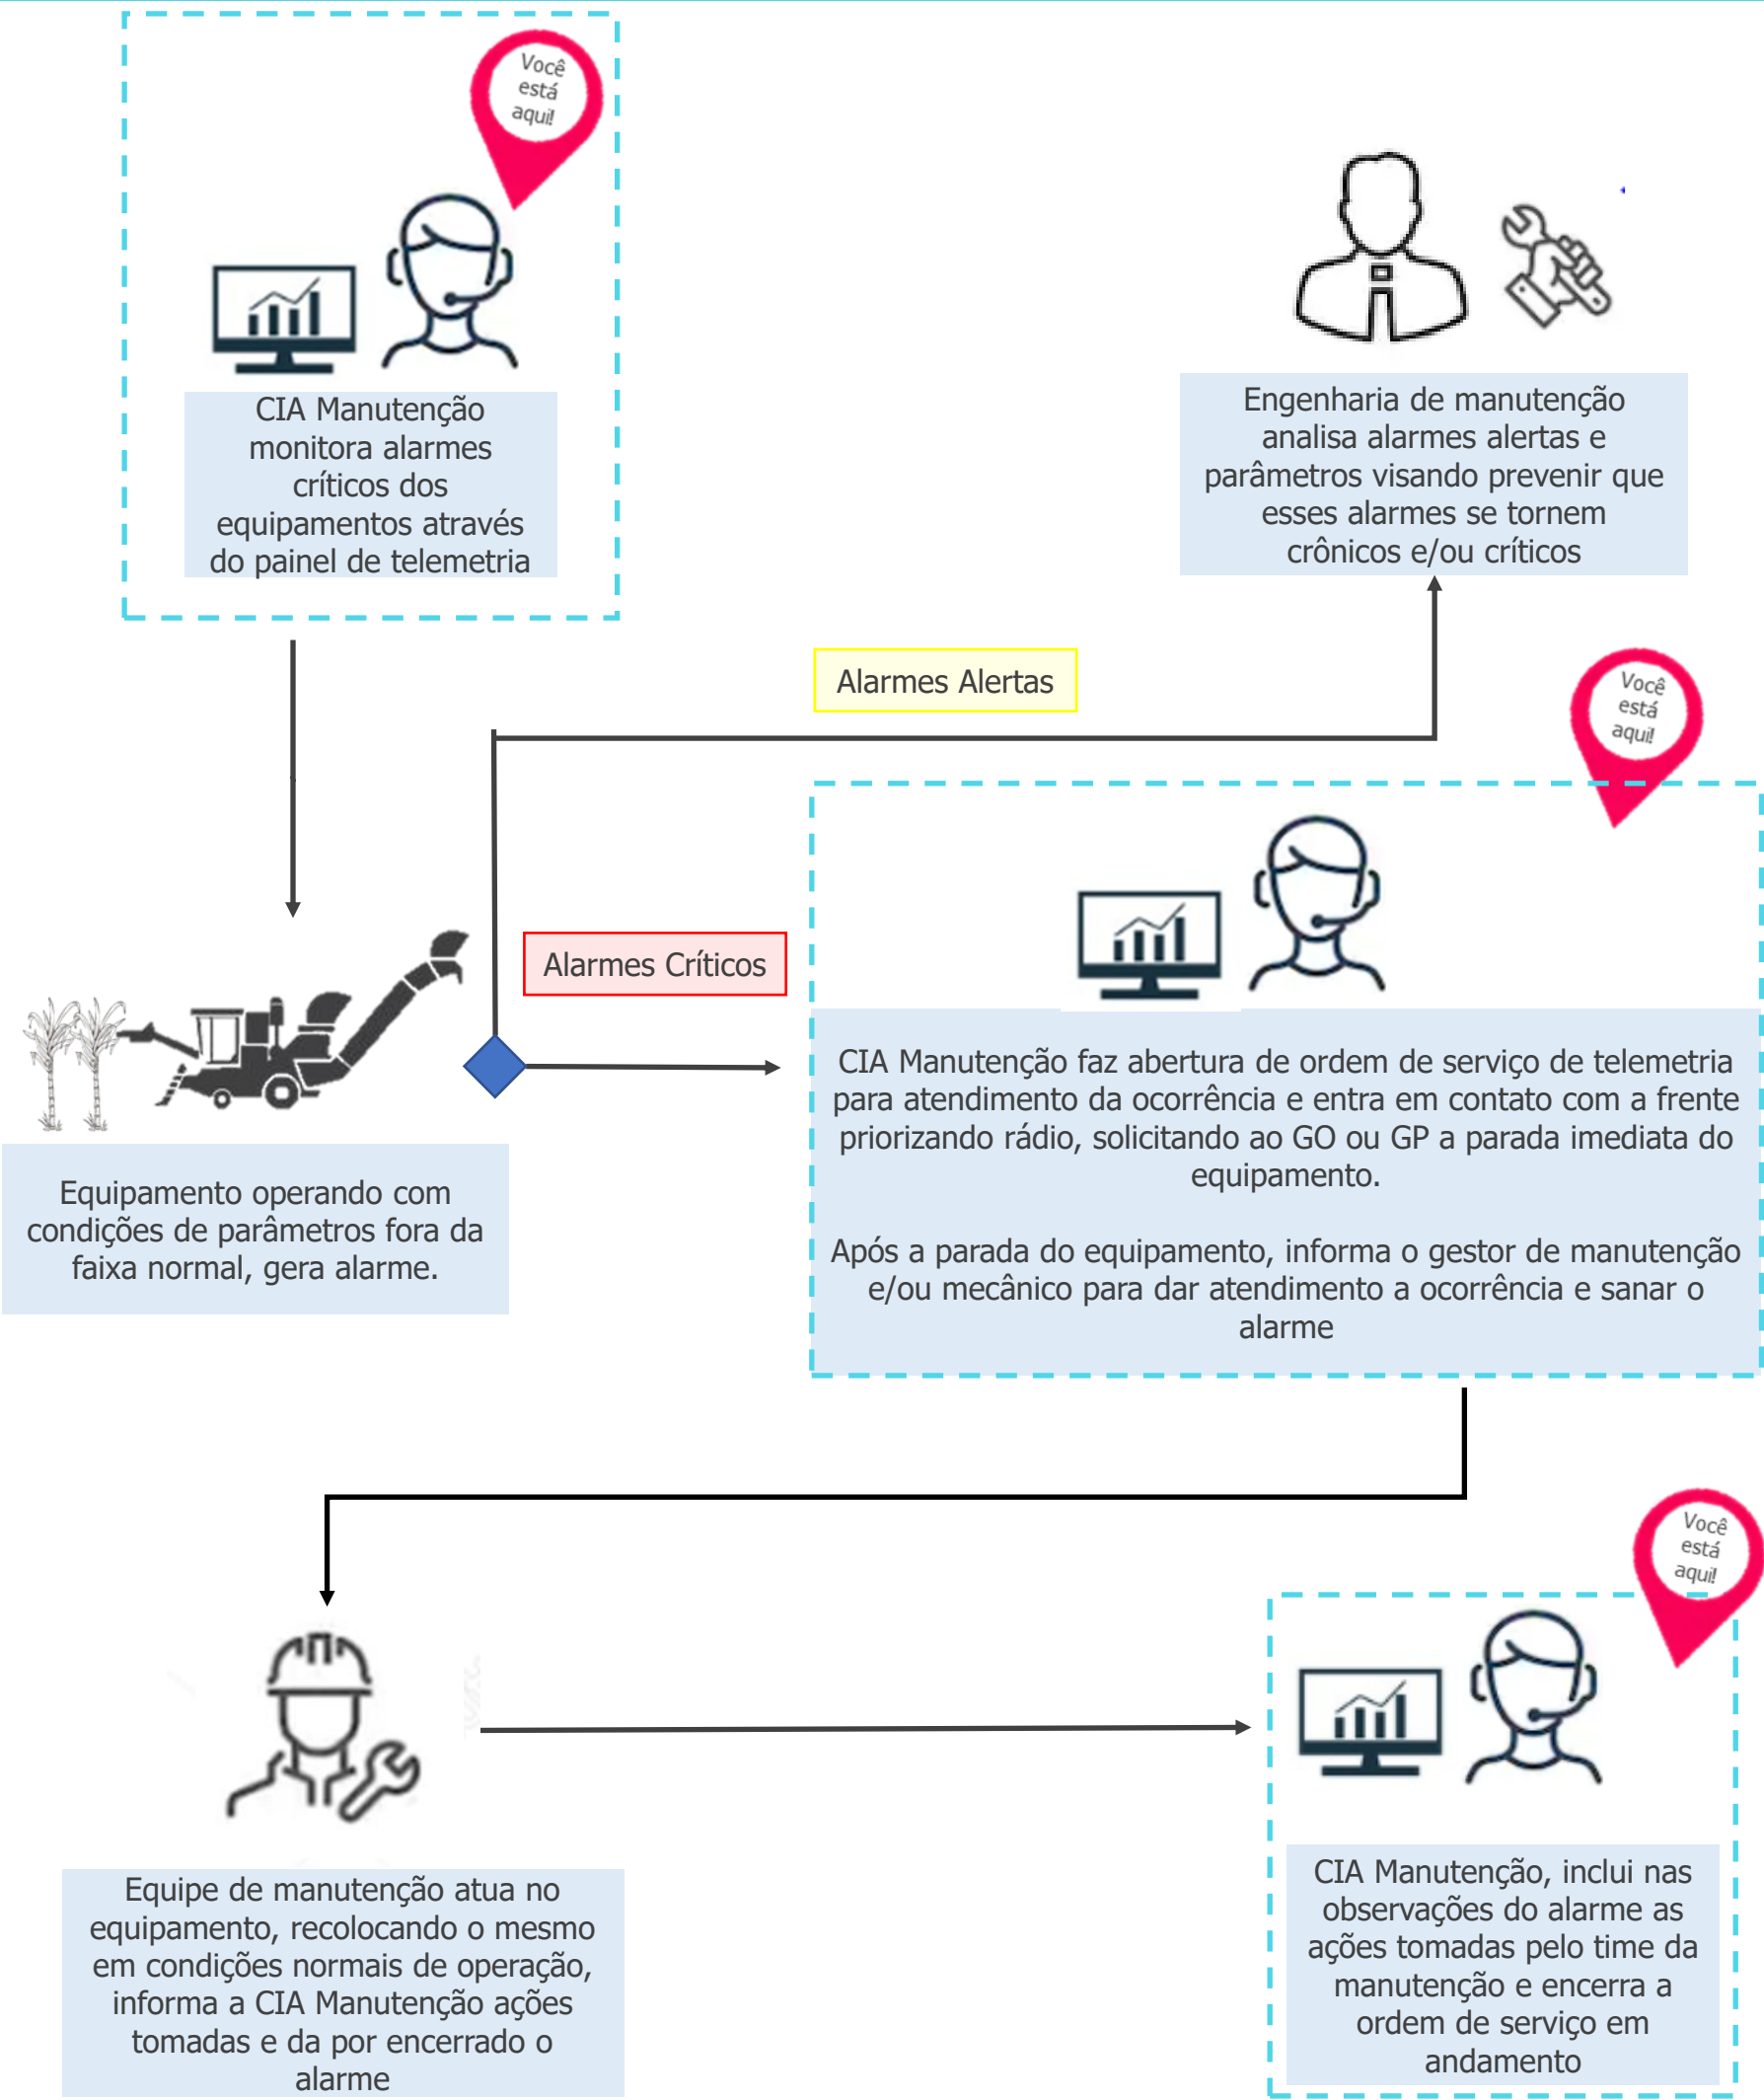 Você
está
aqui!
CIA Manutenção
monitora alarmes
críticos dos
equipamentos através
do painel de telemetria
Engenharia de manutenção
analisa alarmes alertas e
parâmetros visando prevenir que
esses alarmes se tornem
crônicos e/ou críticos
Alarmes Alertas
Você
está
aqui!
Alarmes Críticos
CIA Manutenção faz abertura de ordem de serviço de telemetria
para atendimento da ocorrência e entra em contato com a frente
priorizando rádio, solicitando ao GO ou GP a parada imediata do
equipamento.
Após a parada do equipamento, informa o gestor de manutenção
e/ou mecânico para dar atendimento a ocorrência e sanar o
alarme
Equipamento operando com
condições de parâmetros fora da
faixa normal, gera alarme.
Você
está
aqui!
Equipe de manutenção atua no
equipamento, recolocando o mesmo
em condições normais de operação,
informa a CIA Manutenção ações
tomadas e da por encerrado o
alarme
CIA Manutenção, inclui nas
observações do alarme as
ações tomadas pelo time da
manutenção e encerra a
ordem de serviço em
andamento